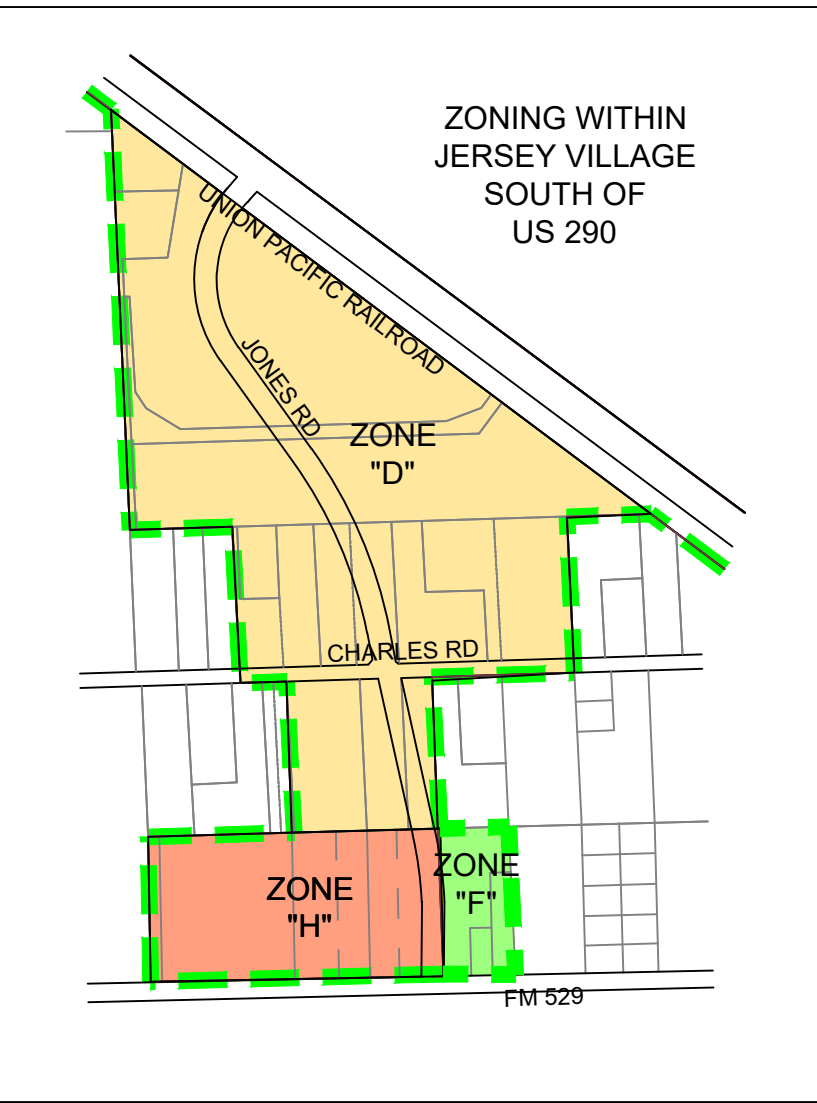 ZONING WITHIN
JERSEY VILLAGE
SOUTH OF
US 290
UNION PACIFIC RAILROAD
JONES RD
ZONE
"D"
CHARLES RD
ZONE
"F"
ZONE
"H"
FM 529